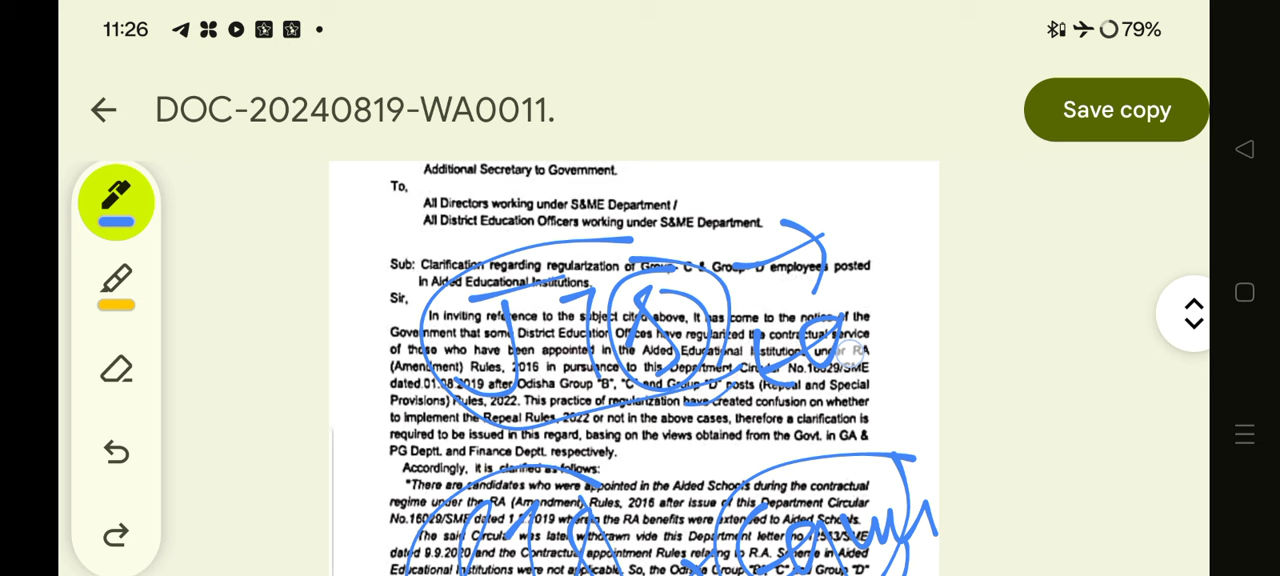 11:26
79%
DOC-20240819-WA0011.
Save copy
Additional Secretary to Government.
To,
All Directors working under S&ME Department /
All District Education Officers working under S&ME Department.
Sub: Clarification regarding regularization of Group- C & Group- D employees posted
in Aided Educational Institutions.
Sir,
In inviting reference to the subject cited above, It has come to the notice of the
Government that some District Education Offices have regularized the contractual service
of those who have been appointed in the Aided Educational Institutions under RA
(Amendment) Rules, 2016 in pursuance to this Department Circular No.16029/SME
dated.01.08.2019 after Odisha Group "B", "C" and Group "D" posts (Repeal and Special
Provisions) Rules, 2022. This practice of regularization have created confusion on whether
to implement the Repeal Rules, 2022 or not in the above cases, therefore a clarification is
required to be issued in this regard, basing on the views obtained from the Govt. in GA &
PG Deptt. and Finance Deptt. respectively.
Accordingly, it is clarified as follows:
"There are candidates who were appointed in the Aided Schools during the contractual
regime under the RA (Amendment) Rules, 2016 after issue of this Department Circular
No.16029/SME dated 1. .2019 wherein the RA benefits were extended to Aided Schools.
The said Circular was later withdrawn vide this Department letter no. /SME
dated 9.9.2020 and the Contractual appointment Rules relating to R.A. Scheme in Aided
Educational Institutions were not applicable. So, the Odisha Group "B", "C" and Group "D"